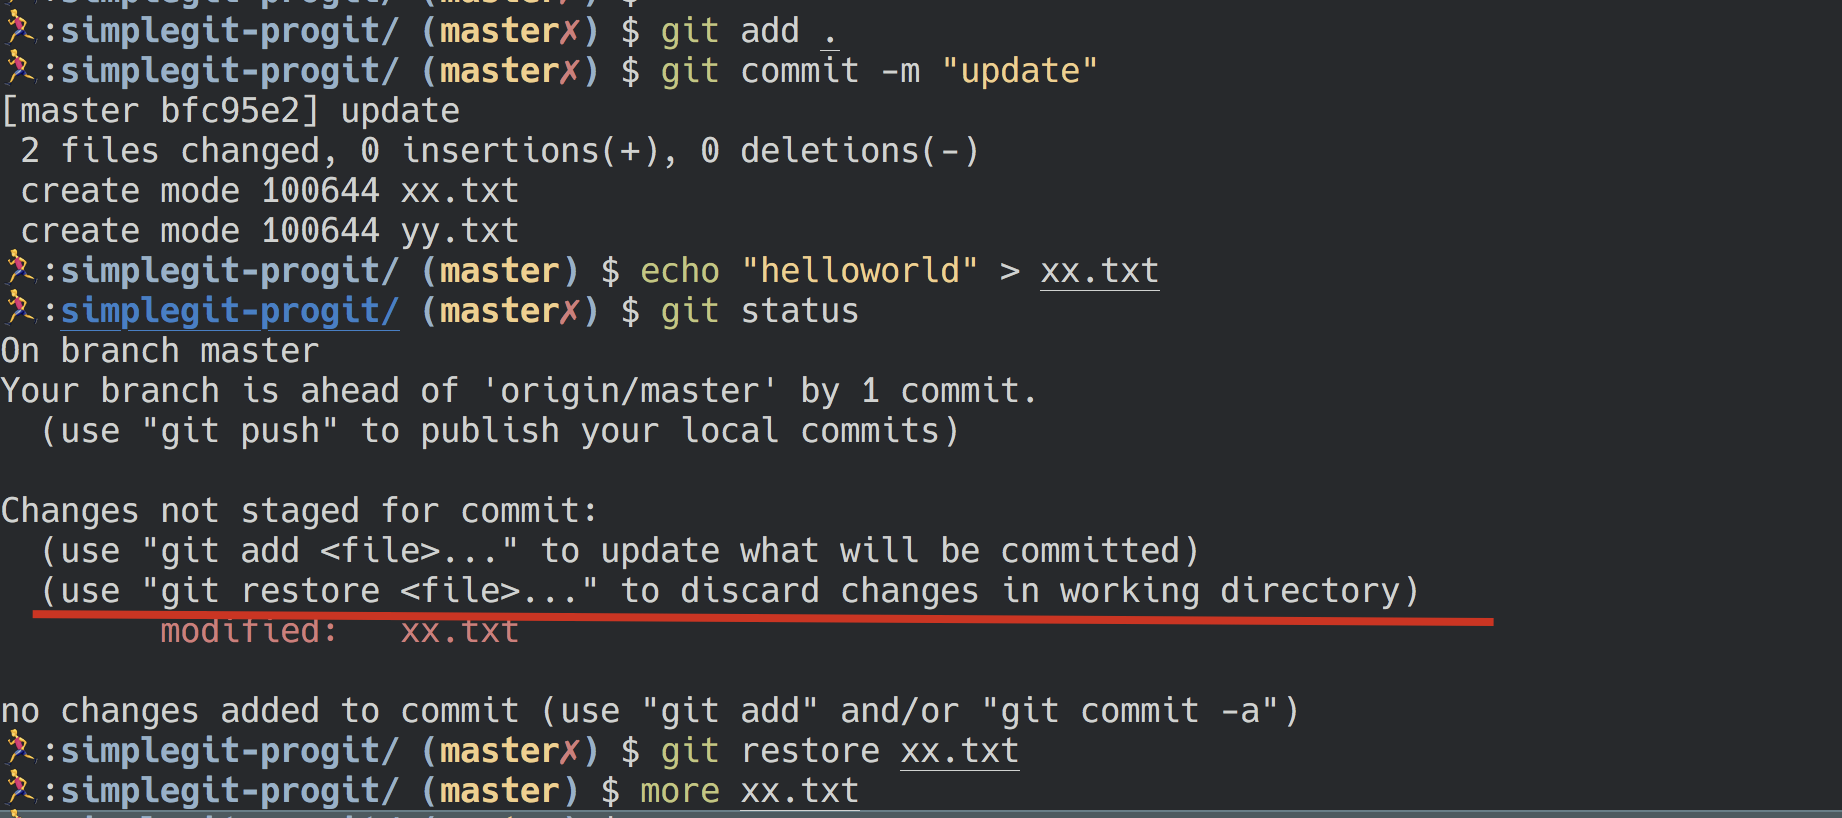 🏃:simplegit-progit/ (master✗) $ git add .
🏃:simplegit-progit/ (master✗) $ git commit -m "update"
[master bfc95e2] update
 2 files changed, 0 insertions(+), 0 deletions(-)
 create mode 100644 xx.txt
 create mode 100644 yy.txt
🏃:simplegit-progit/ (master) $ echo "helloworld" > xx.txt
🏃:simplegit-progit/ (master✗) $ git status
On branch master
Your branch is ahead of 'origin/master' by 1 commit.
  (use "git push" to publish your local commits)
Changes not staged for commit:
  (use "git add <file>..." to update what will be committed)
  (use "git restore <file>..." to discard changes in working directory)
        modified:   xx.txt
no changes added to commit (use "git add" and/or "git commit -a")
🏃:simplegit-progit/ (master✗) $ git restore xx.txt
🏃:simplegit-progit/ (master) $ more xx.txt